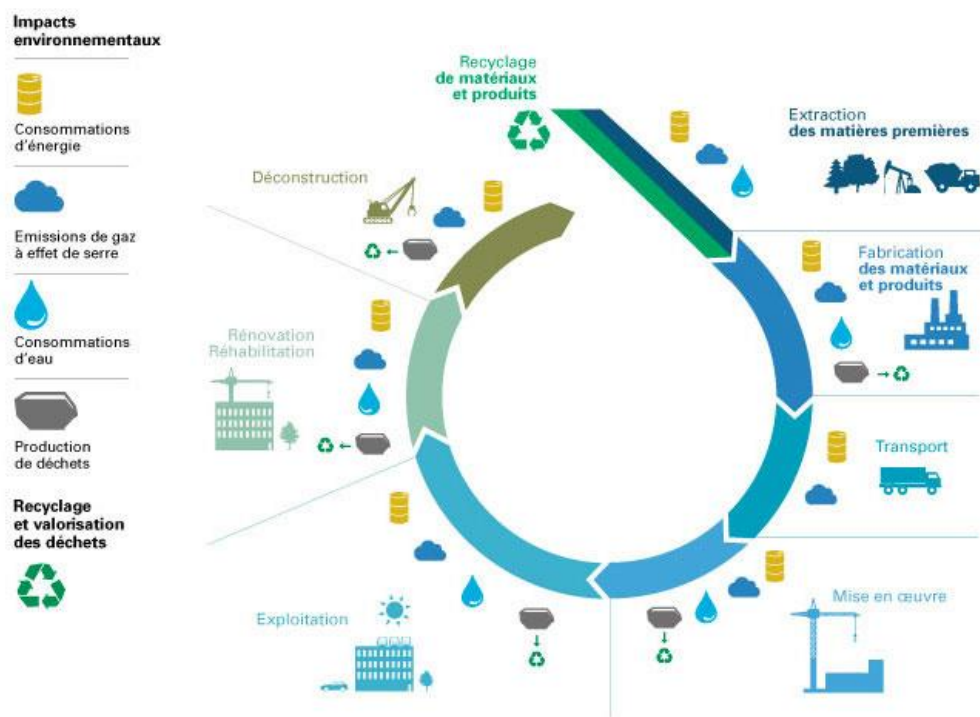 Impacts
environnementaux
Consommations
d'énergie
Emissions de gaz
à effet de serre
Consommations
d'eau
Production
de déchets
Recyclage
et valorisation
des déchets
Recyclage
de matériaux
et produits
Extraction
des matières premières
Fabrication
des matériaux
et produits
Transport
Mise en œuvre
Exploitation
Rénovation
Réhabilitation
Déconstruction